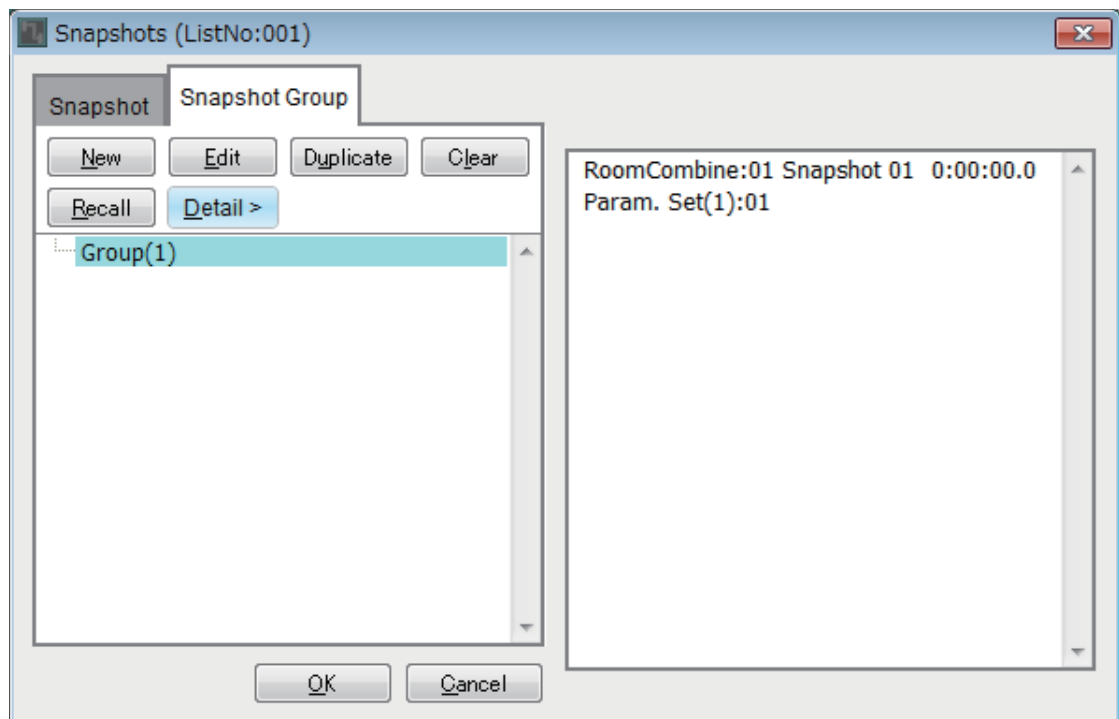 Snapshots (ListNo:001)
Snapshot
Snapshot Group
New
Edit
Duplicate
Clear
Recall
Detail >
Group(1)
RoomCombine:01 Snapshot 01 0:00:00.0
Param. Set(1):01
OK
Cancel